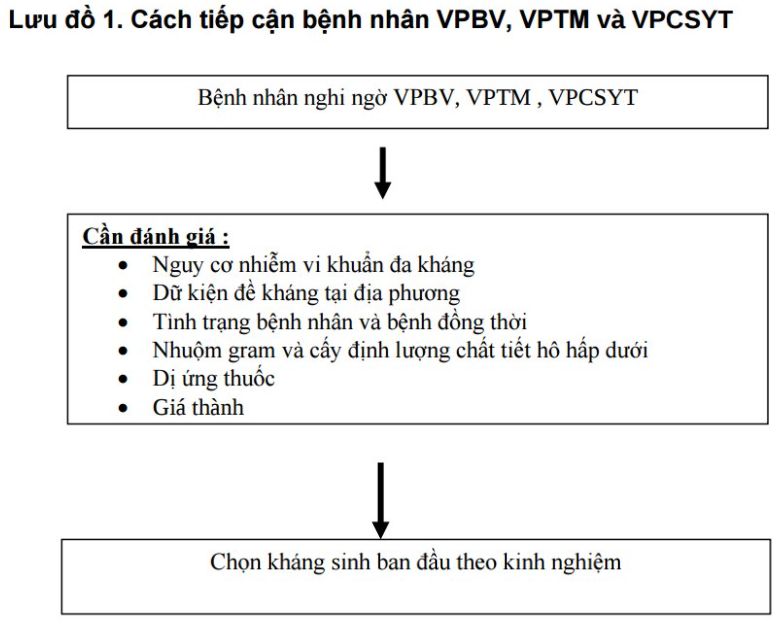 Lưu đồ 1. Cách tiếp cận bệnh nhân VPBV, VPTM và VPCSYT
Bệnh nhân nghi ngờ VPBV, VPTM , VPCSYT
Cần đánh giá :
• Nguy cơ nhiễm vi khuẩn đa kháng
• Dữ kiện đề kháng tại địa phương
• Tình trạng bệnh nhân và bệnh đồng thời
• Nhuộm gram và cấy định lượng chất tiết hô hấp dưới
• Dị ứng thuốc
• Giá thành
Chọn kháng sinh ban đầu theo kinh nghiệm